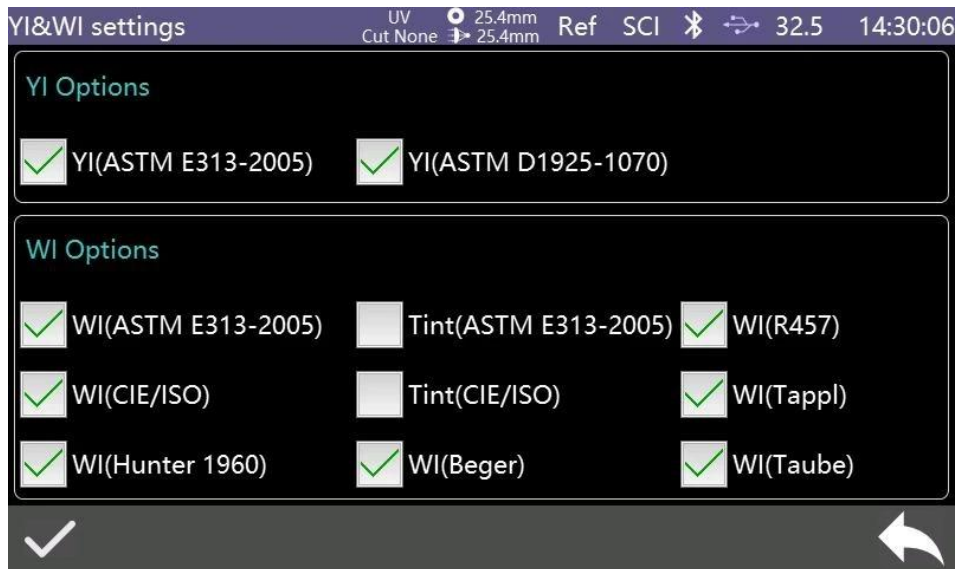 YI&WI settings UV 25.4mm Ref SCI 32.5 14:30:06
Cut None 25.4mm
YI Options
YI(ASTM E313-2005) YI(ASTM D1925-1070)
WI Options
WI(ASTM E313-2005) Tint(ASTM E313-2005) WI(R457)
WI(CIE/ISO) Tint(CIE/ISO) WI(Tappl)
WI(Hunter 1960) WI(Beger) WI(Taube)